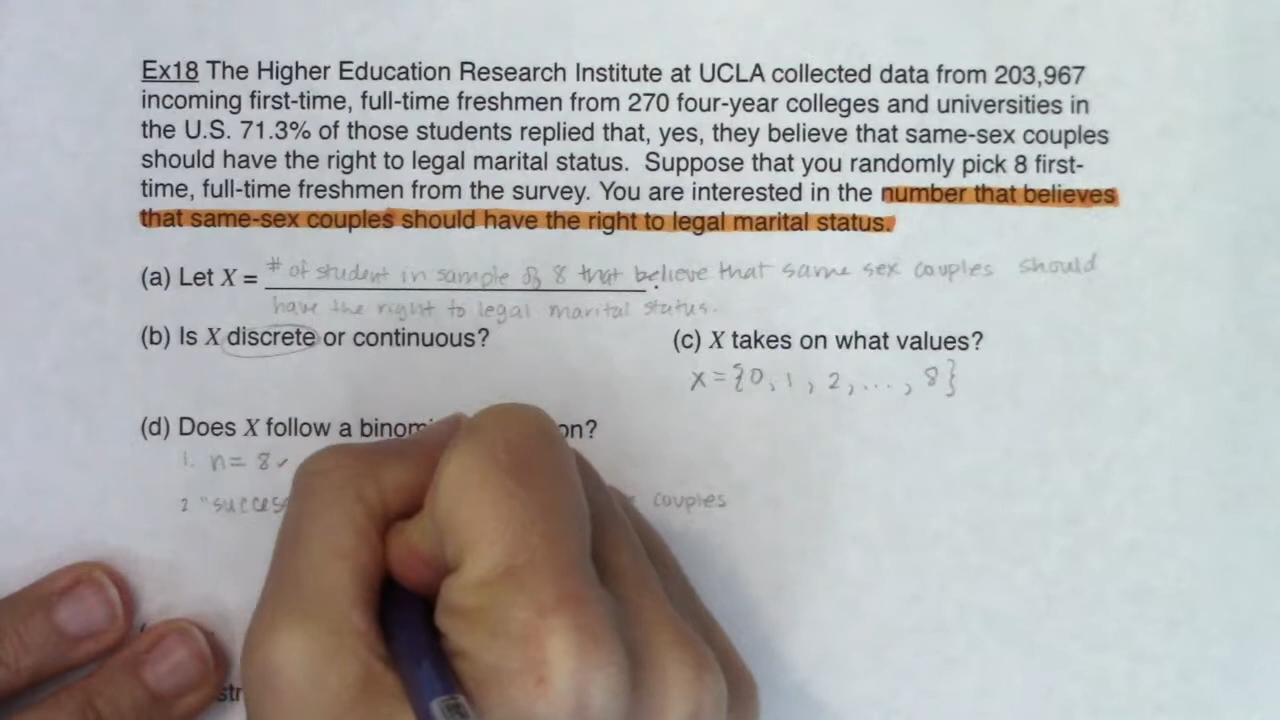 Ex18 The Higher Education Research Institute at UCLA collected data from 203,967
incoming first-time, full-time freshmen from 270 four-year colleges and universities in
the U.S. 71.3% of those students replied that, yes, they believe that same-sex couples
should have the right to legal marital status. Suppose that you randomly pick 8 first-
time, full-time freshmen from the survey. You are interested in the number that believes
that same-sex couples should have the right to legal marital status.
(a) Let X = # of student in sample of 8 that believe that same sex couples should
have the right to legal marital status.
(b) Is X discrete or continuous? (c) X takes on what values?
X = {0, 1, 2, ..., 8}
(d) Does X follow a
1. n = 8 ✓
2 couples